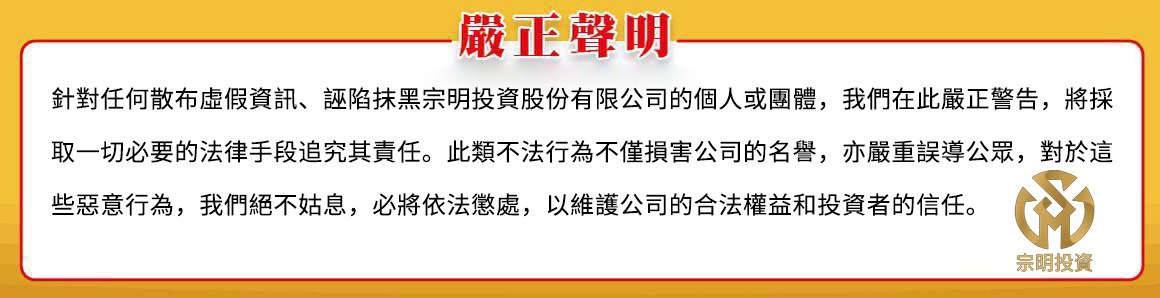 嚴正聲明
針對任何散布虛假資訊、誣陷抹黑宗明投資股份有限公司的個人或團體，我們在此嚴正警告，將採
取一切必要的法律手段追究其責任。此類不法行為不僅損害公司的名譽，亦嚴重誤導公眾，對於這
些惡意行為，我們絕不姑息，必將依法懲處，以維護公司的合法權益和投資者的信任。
宗明投資